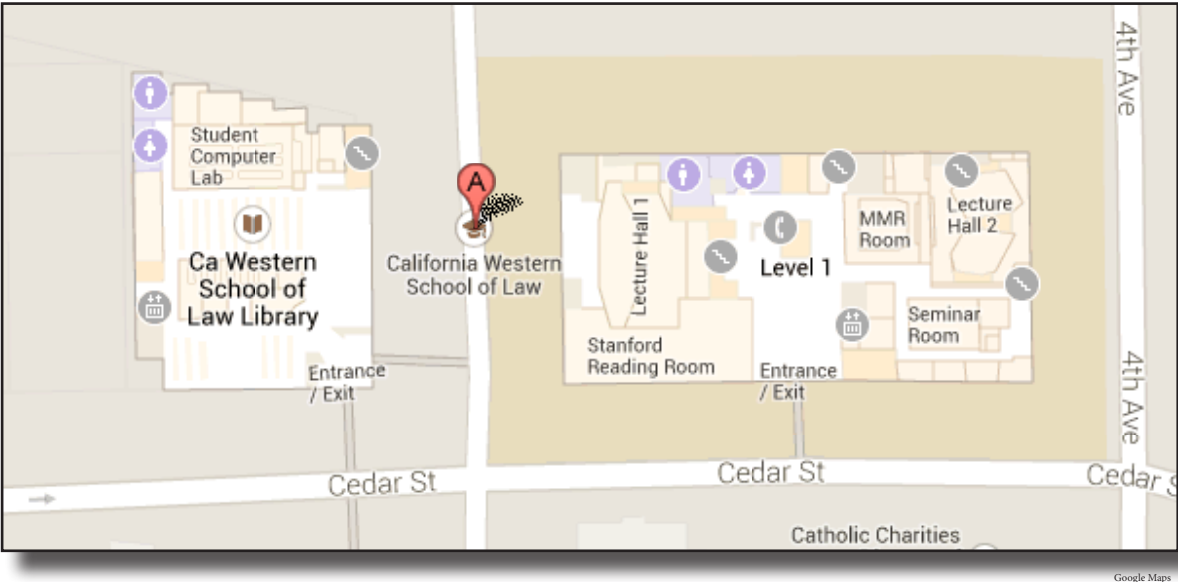 4th Ave
Student
Computer
Lab
A
Ca Western
School of
Law Library
California Western
School of Law
Lecture Hall 1
MMR
Room
Lecture
Hall 2
Level 1
Seminar
Room
Stanford
Reading Room
Entrance
/ Exit
Entrance
/ Exit
4th Ave
Cedar St
Cedar St
Cedar S
Catholic Charities
Google Maps